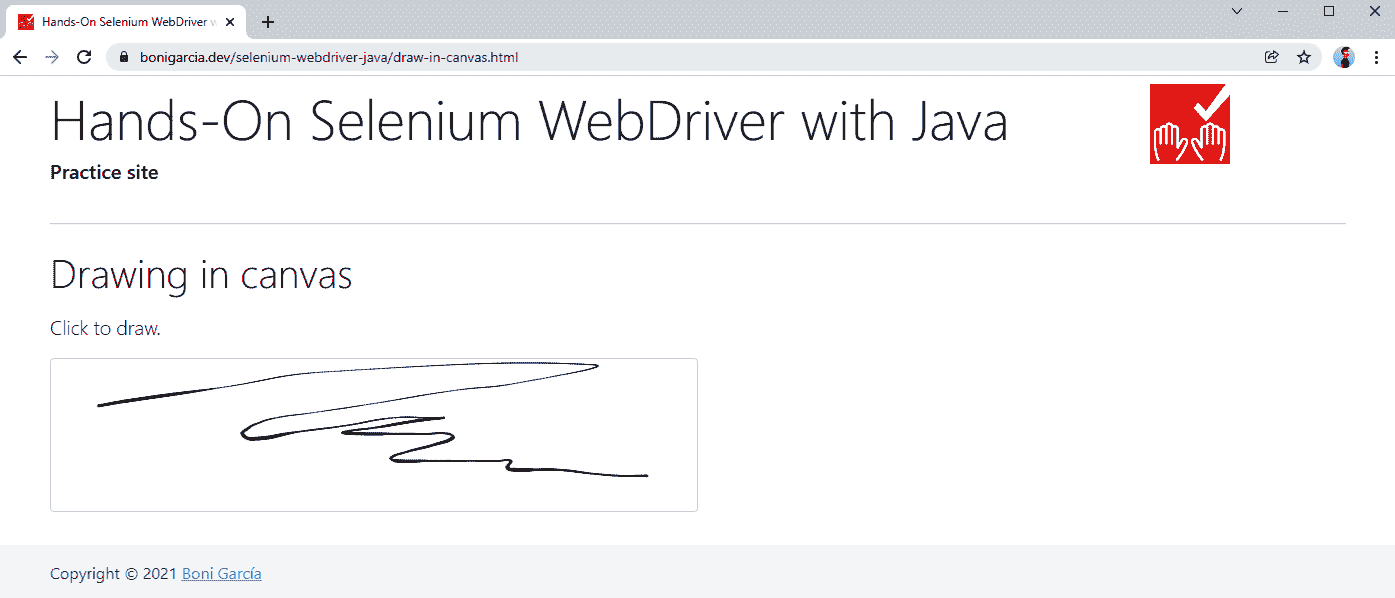 Hands-On Selenium WebDriver w
bonigarcia.dev/selenium-webdriver-java/draw-in-canvas.html
Hands-On Selenium WebDriver with Java
Practice site
Drawing in canvas
Click to draw.
Copyright © 2021 Boni García